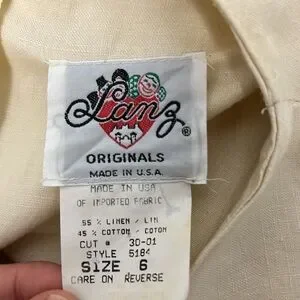 Lanz
®
ORIGINALS
MADE IN U.S.A.
MADE IN USA
OF IMPORTED FABRIC
55 % LINEN / LIN
45 % COTTON / COTON
CUT # 30-01
STYLE 5184
SIZE 6
CARE ON REVERSE